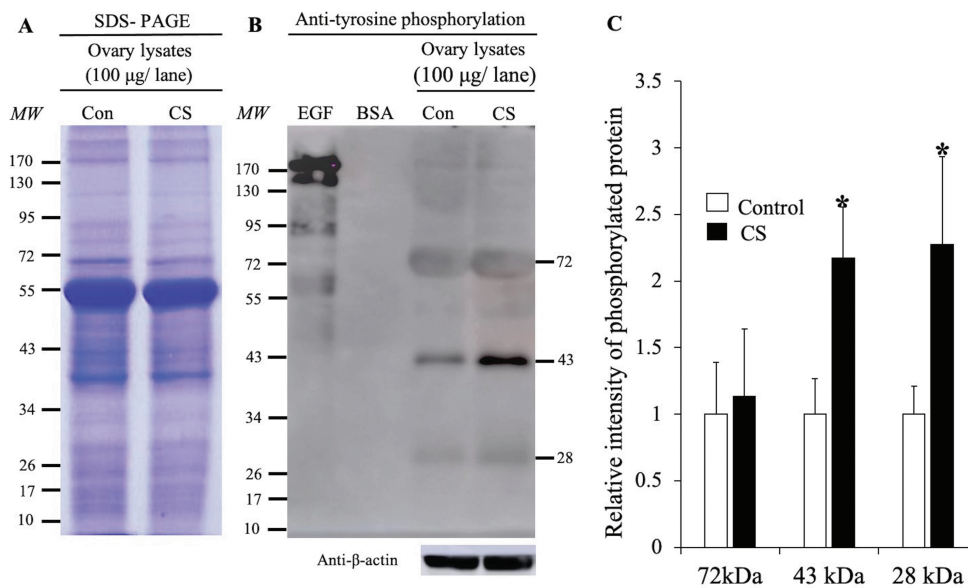 A
SDS- PAGE
Ovary lysates
(100 µg/ lane)
MW Con CS
170
130
95
72
55
43
34
26
17
10
B
Anti-tyrosine phosphorylation
Ovary lysates
(100 µg/ lane)
MW EGF BSA Con CS
170
130
95
72
55
43
34
26
17
10
72
43
28
Anti-β-actin
C
Relative intensity of phosphorylated protein
3.5
3
2.5
2
1.5
1
0.5
0
Control
CS
*
*
72kDa 43 kDa 28 kDa